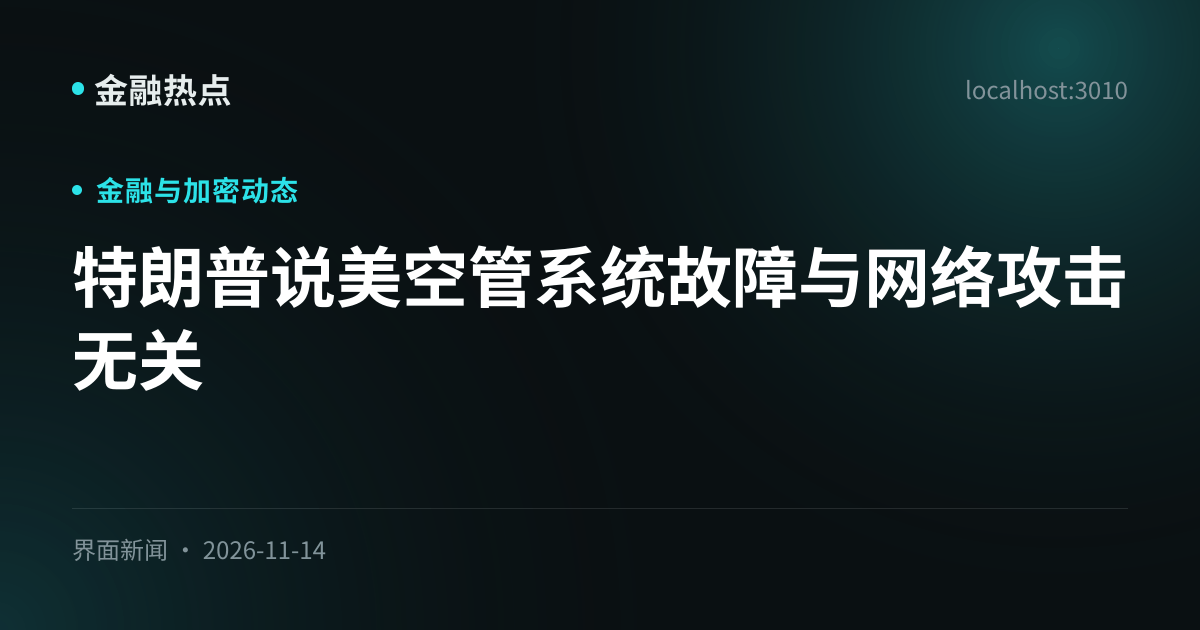 金融热点
localhost:3010
金融与加密动态
特朗普说美空管系统故障与网络攻击
无关
界面新闻 • 2026-11-14